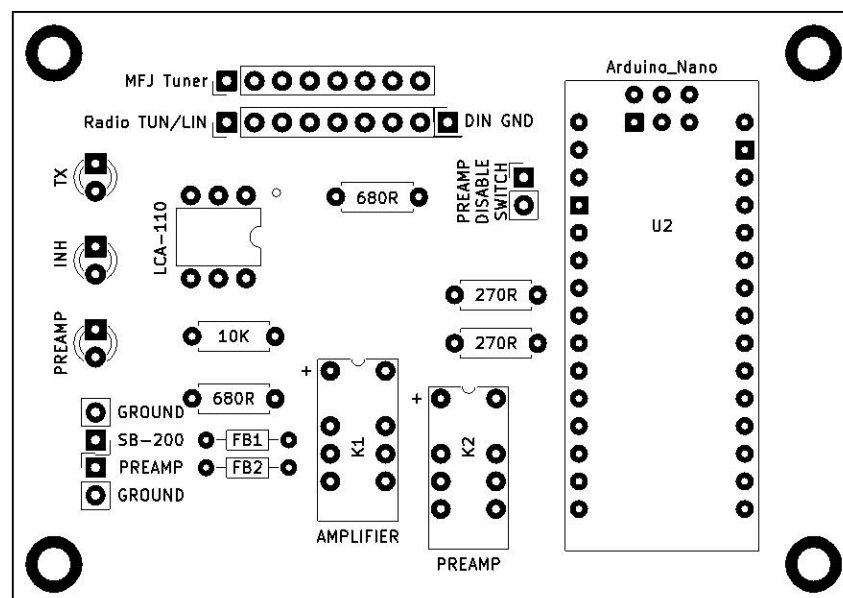 Arduino_Nano
MFJ Tuner
Radio TUN/LIN
DIN GND
TX
680R
PREAMP
DISABLE
SWITCH
U2
LCA-110
INH
270R
PREAMP
10K
270R
+
680R
+
GROUND
SB-200
FB1
K1
K2
PREAMP
FB2
GROUND
AMPLIFIER
PREAMP